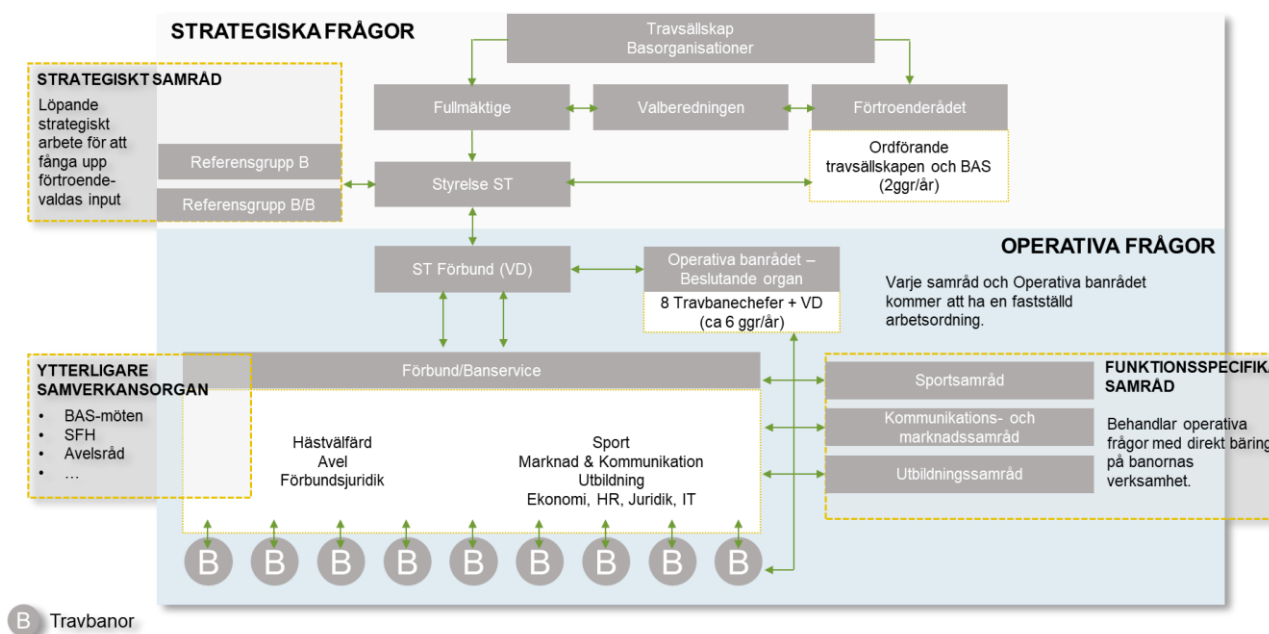 STRATEGISKA FRÅGOR
Travsällskap
Basorganisationer
STRATEGISKT SAMRÅD
Löpande
strategiskt
arbete för att
fånga upp
förtroende-
valdas input
Fullmäktige
Valberedningen
Förtroenderådet
Ordförande
travsällskapen och BAS
(2ggr/år)
Referensgrupp B
Referensgrupp B/B
Styrelse ST
OPERATIVA FRÅGOR
ST Förbund (VD)
Operativa banrådet –
Beslutande organ
8 Travbanechefer + VD
(ca 6 ggr/år)
Varje samråd och Operativa banrådet
kommer att ha en fastställd
arbetsordning.
YTTERLIGARE
SAMVERKANSORGAN
• BAS-möten
• SFH
• Avelsråd
• …
Förbund/Banservice
Hästvälfärd
Avel
Förbundsjuridik
Sport
Marknad & Kommunikation
Utbildning
Ekonomi, HR, Juridik, IT
Sportsamråd
Kommunikations- och
marknadssamråd
Utbildningssamråd
FUNKTIONSSPECIFIKA
SAMRÅD
Behandlar operativa
frågor med direkt bäring
på banornas
verksamhet.
B B B B B B B B B
B Travbanor